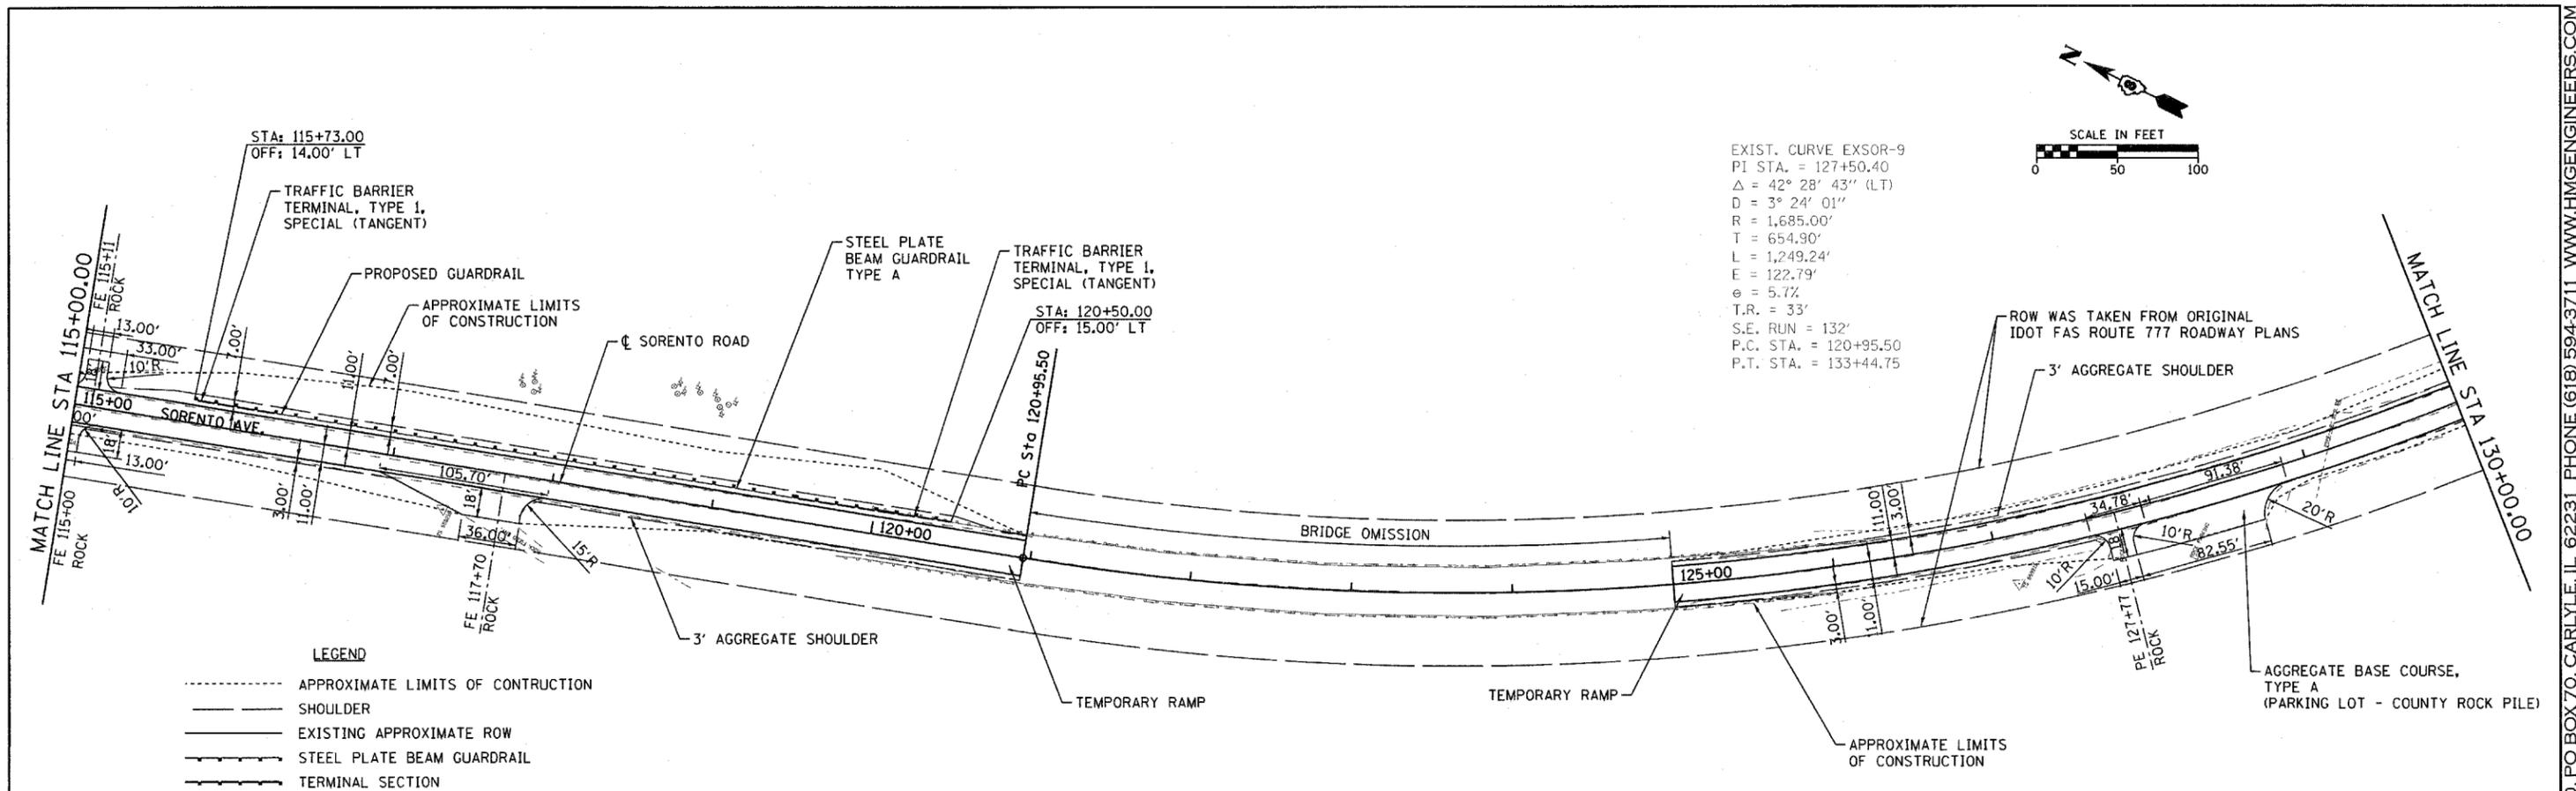 STA: 115+73.00
OFF: 14.00' LT
TRAFFIC BARRIER
TERMINAL, TYPE 1,
SPECIAL (TANGENT)
PROPOSED GUARDRAIL
APPROXIMATE LIMITS
OF CONSTRUCTION
℄ SORENTO ROAD
STEEL PLATE
BEAM GUARDRAIL
TYPE A
TRAFFIC BARRIER
TERMINAL, TYPE 1,
SPECIAL (TANGENT)
STA: 120+50.00
OFF: 15.00' LT
PC Sta 120+95.50
EXIST. CURVE EXSOR-9
PI STA. = 127+50.40
△ = 42° 28' 43'' (LT)
D = 3° 24' 01''
R = 1,685.00'
T = 654.90'
L = 1,249.24'
E = 122.79'
e = 5.7%
T.R. = 33'
S.E. RUN = 132'
P.C. STA. = 120+95.50
P.T. STA. = 133+44.75
N
SCALE IN FEET
0 50 100
ROW WAS TAKEN FROM ORIGINAL
IDOT FAS ROUTE 777 ROADWAY PLANS
3' AGGREGATE SHOULDER
MATCH LINE STA 115+00.00
FE 115+11
ROCK
13.00'
33.00'
10'R
18'
7.00'
11.00'
7.00'
115+00
SORENTO AVE.
00'
18'
13.00'
10'R
FE 115+00
ROCK
3.00'
11.00'
105.70'
18'
36.00'
15'R
FE 117+70
ROCK
120+00
3' AGGREGATE SHOULDER
TEMPORARY RAMP
BRIDGE OMISSION
TEMPORARY RAMP
125+00
11.00'
3.00'
3.00'
11.00'
34.78'
91.38'
10'R
18'
10'R
82.55'
15.00'
20'R
PE 127+77
ROCK
MATCH LINE STA 130+00.00
AGGREGATE BASE COURSE,
TYPE A
(PARKING LOT - COUNTY ROCK PILE)
APPROXIMATE LIMITS
OF CONSTRUCTION
LEGEND
APPROXIMATE LIMITS OF CONTRUCTION
SHOULDER
EXISTING APPROXIMATE ROW
STEEL PLATE BEAM GUARDRAIL
TERMINAL SECTION
PO BOX 70, CARLYLE, IL 62231 PHONE (618) 594-3711 WWW.HMGENGINEERS.COM